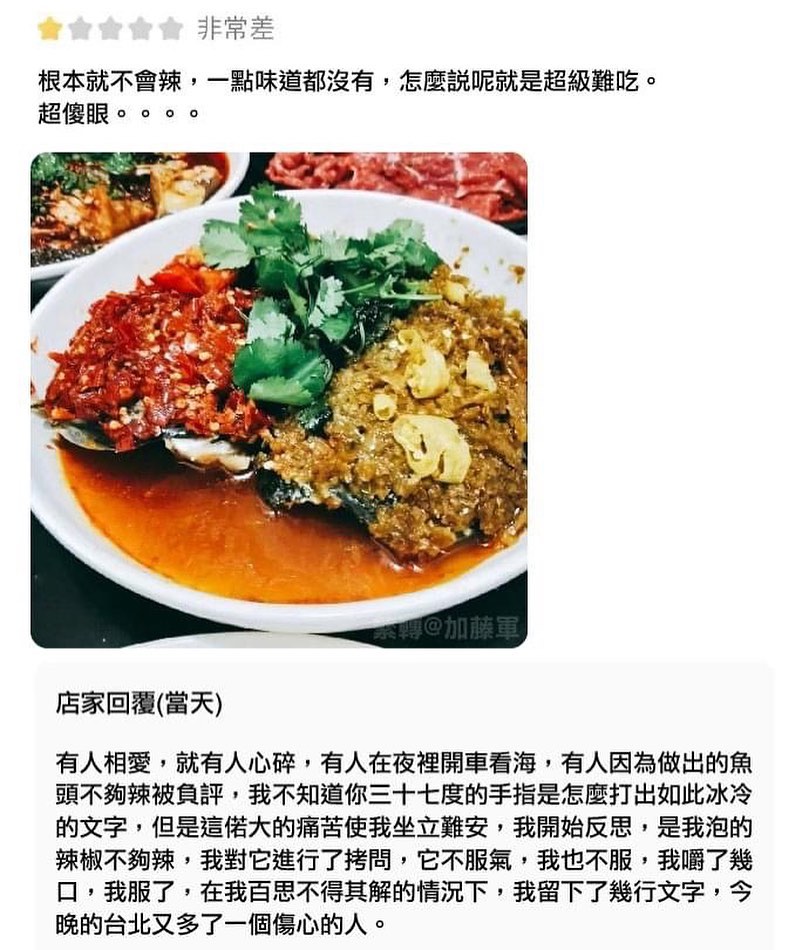 非常差
根本就不會辣，一點味道都沒有，怎麼說呢就是超級難吃。
超傻眼。。。。
繁轉@加藤軍
店家回覆(當天)
有人相愛，就有人心碎，有人在夜裡開車看海，有人因為做出的魚
頭不夠辣被負評，我不知道你三十七度的手指是怎麼打出如此冰冷
的文字，但是這偌大的痛苦使我坐立難安，我開始反思，是我泡的
辣椒不夠辣，我對它進行了拷問，它不服氣，我也不服，我嚼了幾
口，我服了，在我百思不得其解的情況下，我留下了幾行文字，今
晚的台北又多了一個傷心的人。